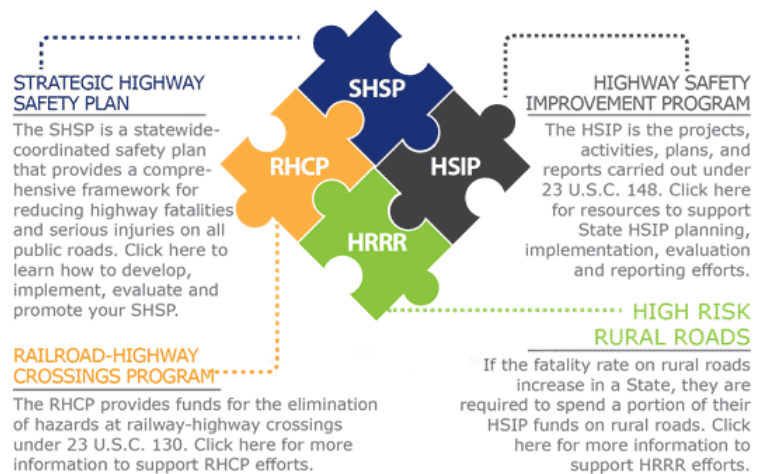 SHSP
RHCP
HSIP
HRRR
STRATEGIC HIGHWAY
SAFETY PLAN
The SHSP is a statewide-
coordinated safety plan
that provides a compre-
hensive framework for
reducing highway fatalities
and serious injuries on all
public roads. Click here to
learn how to develop,
implement, evaluate and
promote your SHSP.
HIGHWAY SAFETY
IMPROVEMENT PROGRAM
The HSIP is the projects,
activities, plans, and
reports carried out under
23 U.S.C. 148. Click here
for resources to support
State HSIP planning,
implementation, evaluation
and reporting efforts.
RAILROAD-HIGHWAY
CROSSINGS PROGRAM
The RHCP provides funds for the elimination
of hazards at railway-highway crossings
under 23 U.S.C. 130. Click here for more
information to support RHCP efforts.
HIGH RISK
RURAL ROADS
If the fatality rate on rural roads
increase in a State, they are
required to spend a portion of their
HSIP funds on rural roads. Click
here for more information to
support HRRR efforts.